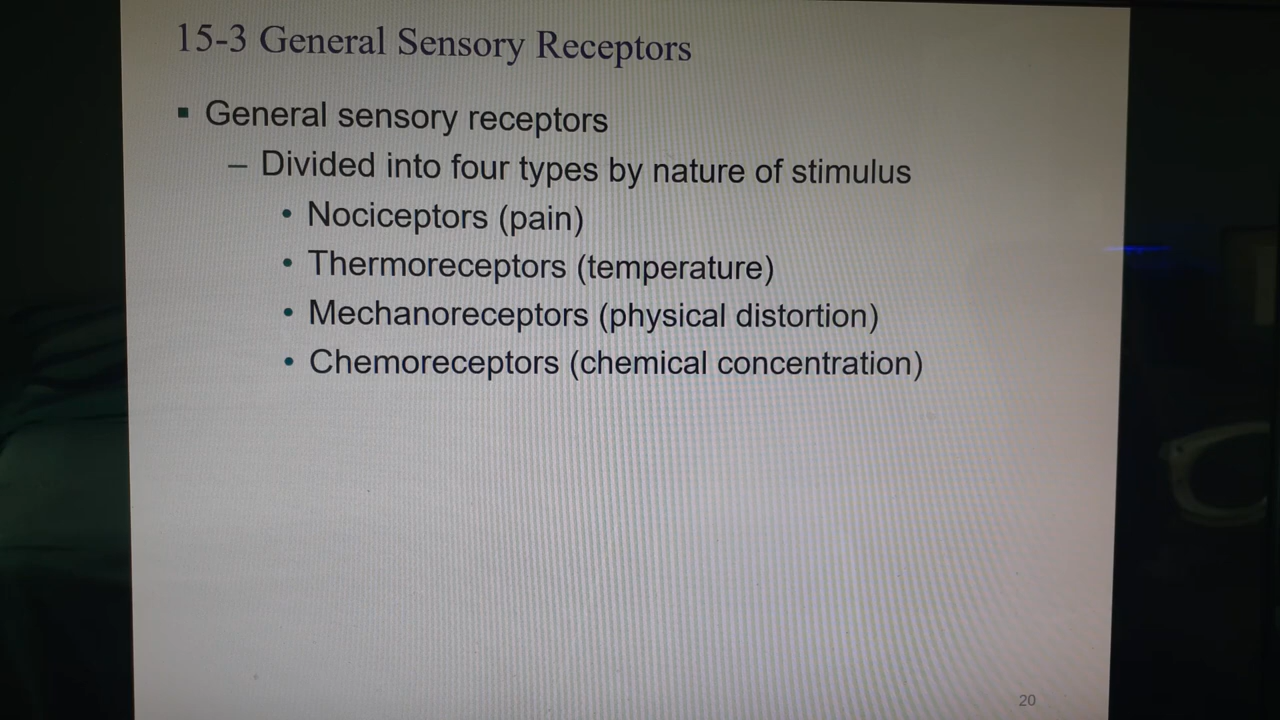 15-3 General Sensory Receptors
▪ General sensory receptors
– Divided into four types by nature of stimulus
• Nociceptors (pain)
• Thermoreceptors (temperature)
• Mechanoreceptors (physical distortion)
• Chemoreceptors (chemical concentration)
20